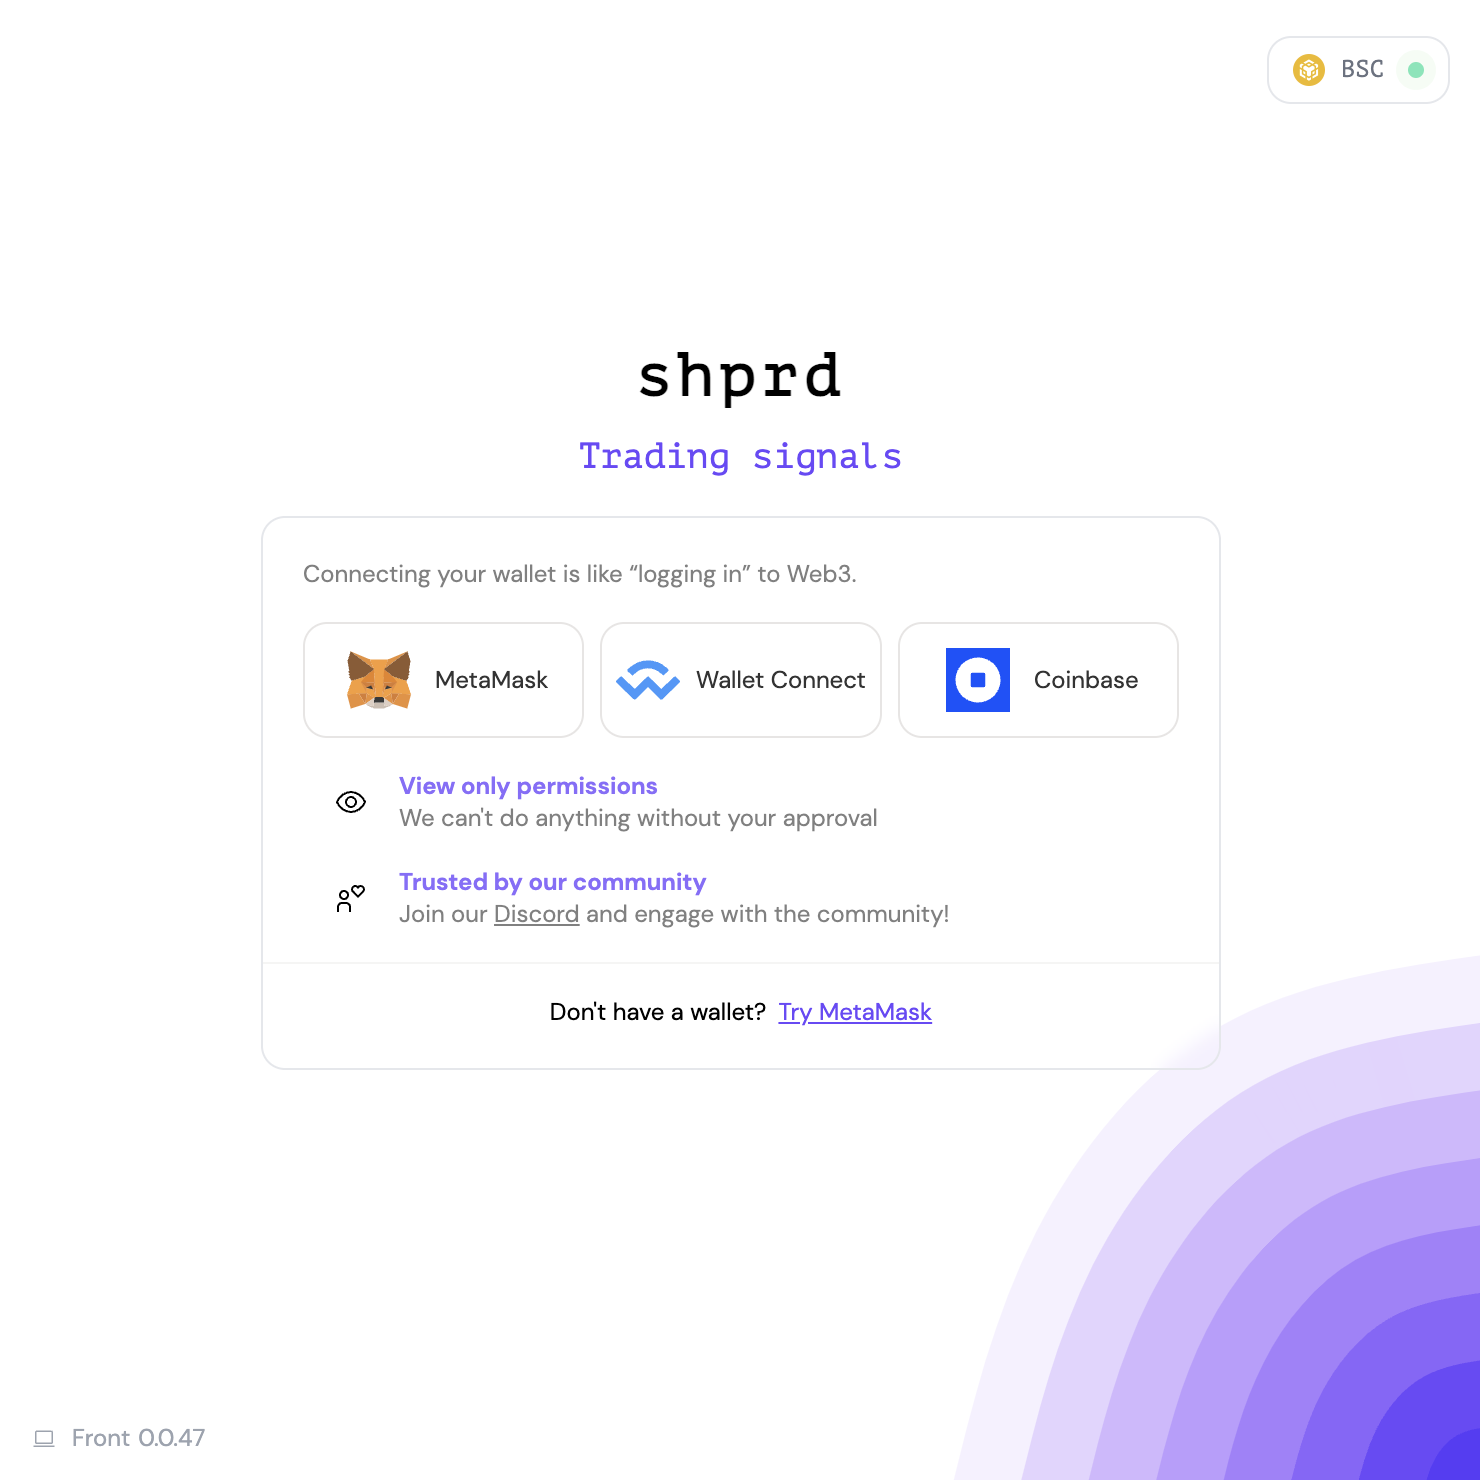 BSC
shprd
Trading signals
Connecting your wallet is like “logging in” to Web3.
MetaMask
Wallet Connect
Coinbase
View only permissions
We can't do anything without your approval
Trusted by our community
Join our Discord and engage with the community!
Don't have a wallet? Try MetaMask
Front 0.0.47